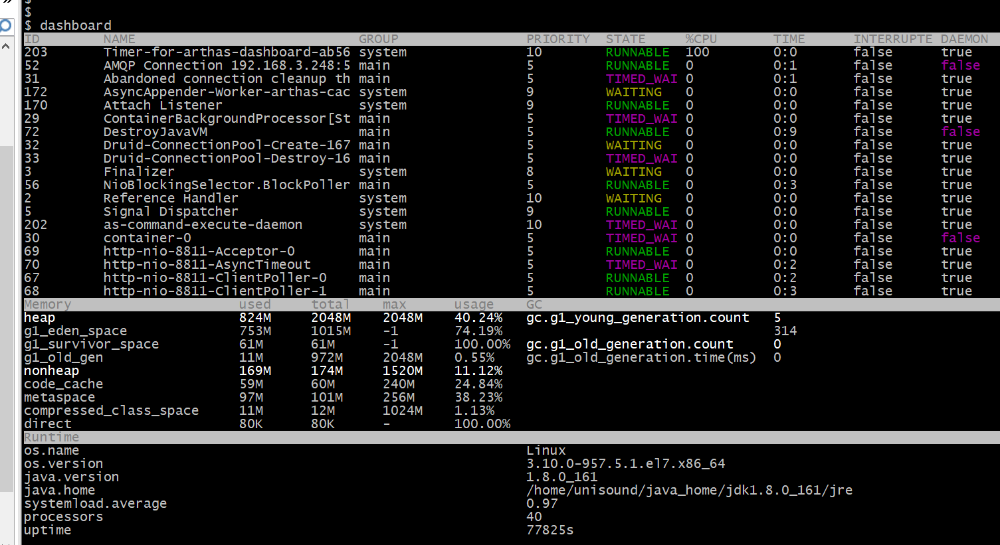 $
$
$ dashboard
ID NAME GROUP PRIORITY STATE %CPU TIME INTERRUPTE DAEMON
203 Timer-for-arthas-dashboard-ab56 system 10 RUNNABLE 100 0:0 false true
52 AMQP Connection 192.168.3.248:5 main 5 RUNNABLE 0 0:1 false false
31 Abandoned connection cleanup th main 5 TIMED_WAI 0 0:1 false true
172 AsyncAppender-Worker-arthas-cac system 9 WAITING 0 0:0 false true
170 Attach Listener system 9 RUNNABLE 0 0:0 false true
29 ContainerBackgroundProcessor[St main 5 TIMED_WAI 0 0:0 false true
72 DestroyJavaVM main 5 RUNNABLE 0 0:9 false false
32 Druid-ConnectionPool-Create-167 main 5 WAITING 0 0:0 false true
33 Druid-ConnectionPool-Destroy-16 main 5 TIMED_WAI 0 0:0 false true
3 Finalizer system 8 WAITING 0 0:0 false true
56 NioBlockingSelector.BlockPoller main 5 RUNNABLE 0 0:3 false true
2 Reference Handler system 10 WAITING 0 0:0 false true
5 Signal Dispatcher system 9 RUNNABLE 0 0:0 false true
202 as-command-execute-daemon system 10 TIMED_WAI 0 0:0 false true
30 container-0 main 5 TIMED_WAI 0 0:0 false false
69 http-nio-8811-Acceptor-0 main 5 RUNNABLE 0 0:0 false true
70 http-nio-8811-AsyncTimeout main 5 TIMED_WAI 0 0:2 false true
67 http-nio-8811-ClientPoller-0 main 5 RUNNABLE 0 0:2 false true
68 http-nio-8811-ClientPoller-1 main 5 RUNNABLE 0 0:3 false true
Memory used total max usage GC
heap 824M 2048M 2048M 40.24% gc.g1_young_generation.count 5
g1_eden_space 753M 1015M -1 74.19% 314
g1_survivor_space 61M 61M -1 100.00% gc.g1_old_generation.count 0
g1_old_gen 11M 972M 2048M 0.55% gc.g1_old_generation.time(ms) 0
nonheap 169M 174M 1520M 11.12%
code_cache 59M 60M 240M 24.84%
metaspace 97M 101M 256M 38.23%
compressed_class_space 11M 12M 1024M 1.13%
direct 80K 80K - 100.00%
Runtime
os.name Linux
os.version 3.10.0-957.5.1.el7.x86_64
java.version 1.8.0_161
java.home /home/unisound/java_home/jdk1.8.0_161/jre
systemload.average 0.97
processors 40
uptime 77825s